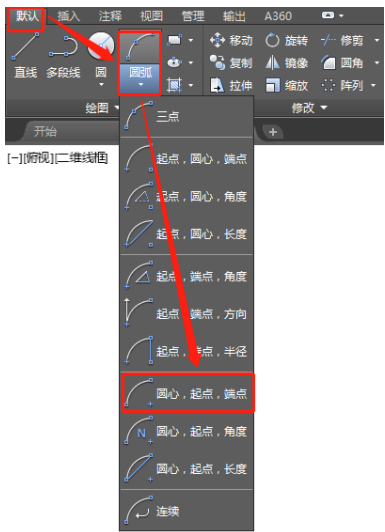 默认 插入 注释 视图 管理 输出 A360
移动 旋转 修剪
直线 多段线 圆 圆弧 复制 镜像 圆角
拉伸 缩放 阵列
绘图 修改
开始
[-][俯视][二维线框]
三点
起点，圆心，端点
起点，圆心，角度
起点，圆心，长度
起点，端点，角度
起点，端点，方向
起点，端点，半径
圆心，起点，端点
圆心，起点，角度
圆心，起点，长度
连续